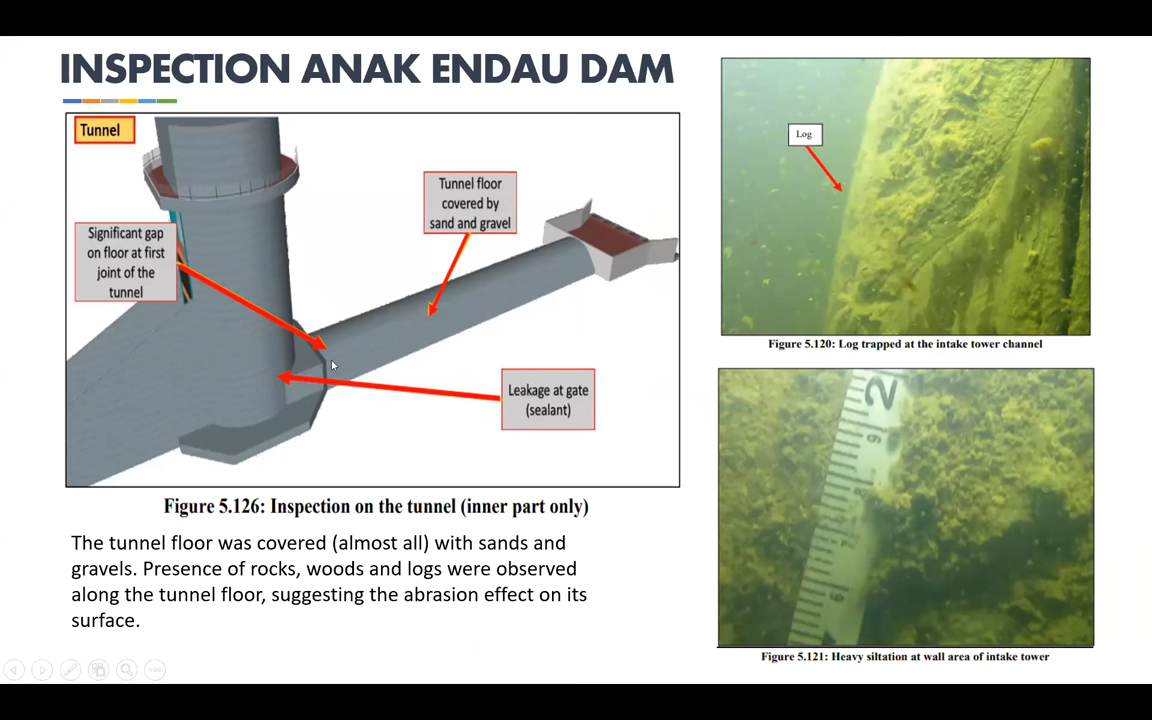 INSPECTION ANAK ENDAU DAM
Tunnel
Significant gap
on floor at first
joint of the
tunnel
Tunnel floor
covered by
sand and gravel
Leakage at gate
(sealant)
Figure 5.126: Inspection on the tunnel (inner part only)
The tunnel floor was covered (almost all) with sands and
gravels. Presence of rocks, woods and logs were observed
along the tunnel floor, suggesting the abrasion effect on its
surface.
Log
Figure 5.120: Log trapped at the intake tower channel
2
9
8
6
Figure 5.121: Heavy siltation at wall area of intake tower